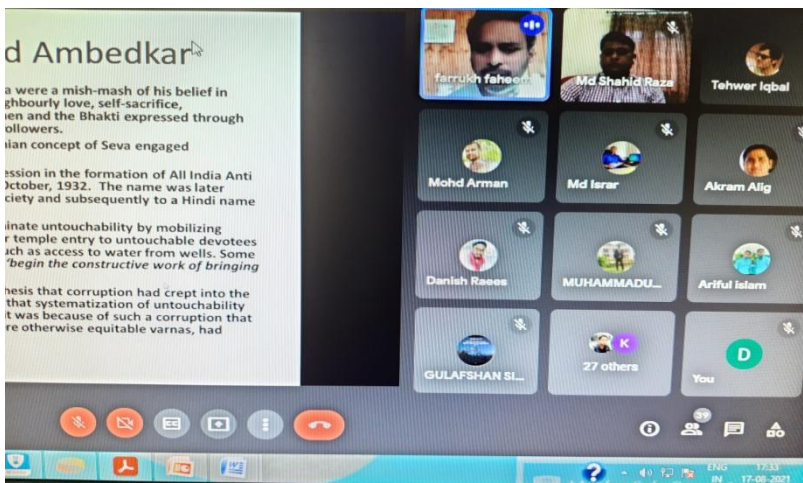 d Ambedkar
a were a mish-mash of his belief in
ghbourly love, self-sacrifice,
en and the Bhakti expressed through
ollowers.
ian concept of Seva engaged
ession in the formation of All India Anti
October, 1932. The name was later
ciety and subsequently to a Hindi name
inate untouchability by mobilizing
r temple entry to untouchable devotees
uch as access to water from wells. Some
'begin the constructive work of bringing
hesis that corruption had crept into the
that systematization of untouchability
it was because of such a corruption that
re otherwise equitable varnas, had
farrukh faheem
Md Shahid Raza
Tehwer Iqbal
Mohd Arman
Md Israr
Akram Alig
Danish Raees
MUHAMMADU...
Ariful islam
GULAFSHAN SI...
K
27 others
D
You
CC
39
ENG
17:33
IN
17-08-2021